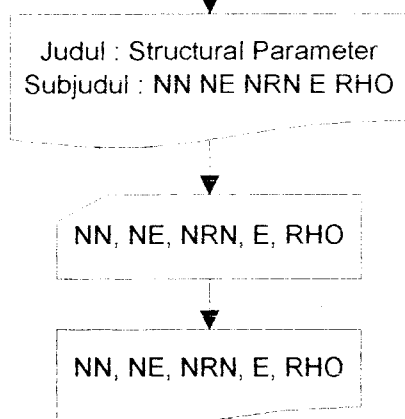 Judul : Structural Parameter
Subjudul : NN NE NRN E RHO
NN, NE, NRN, E, RHO
NN, NE, NRN, E, RHO